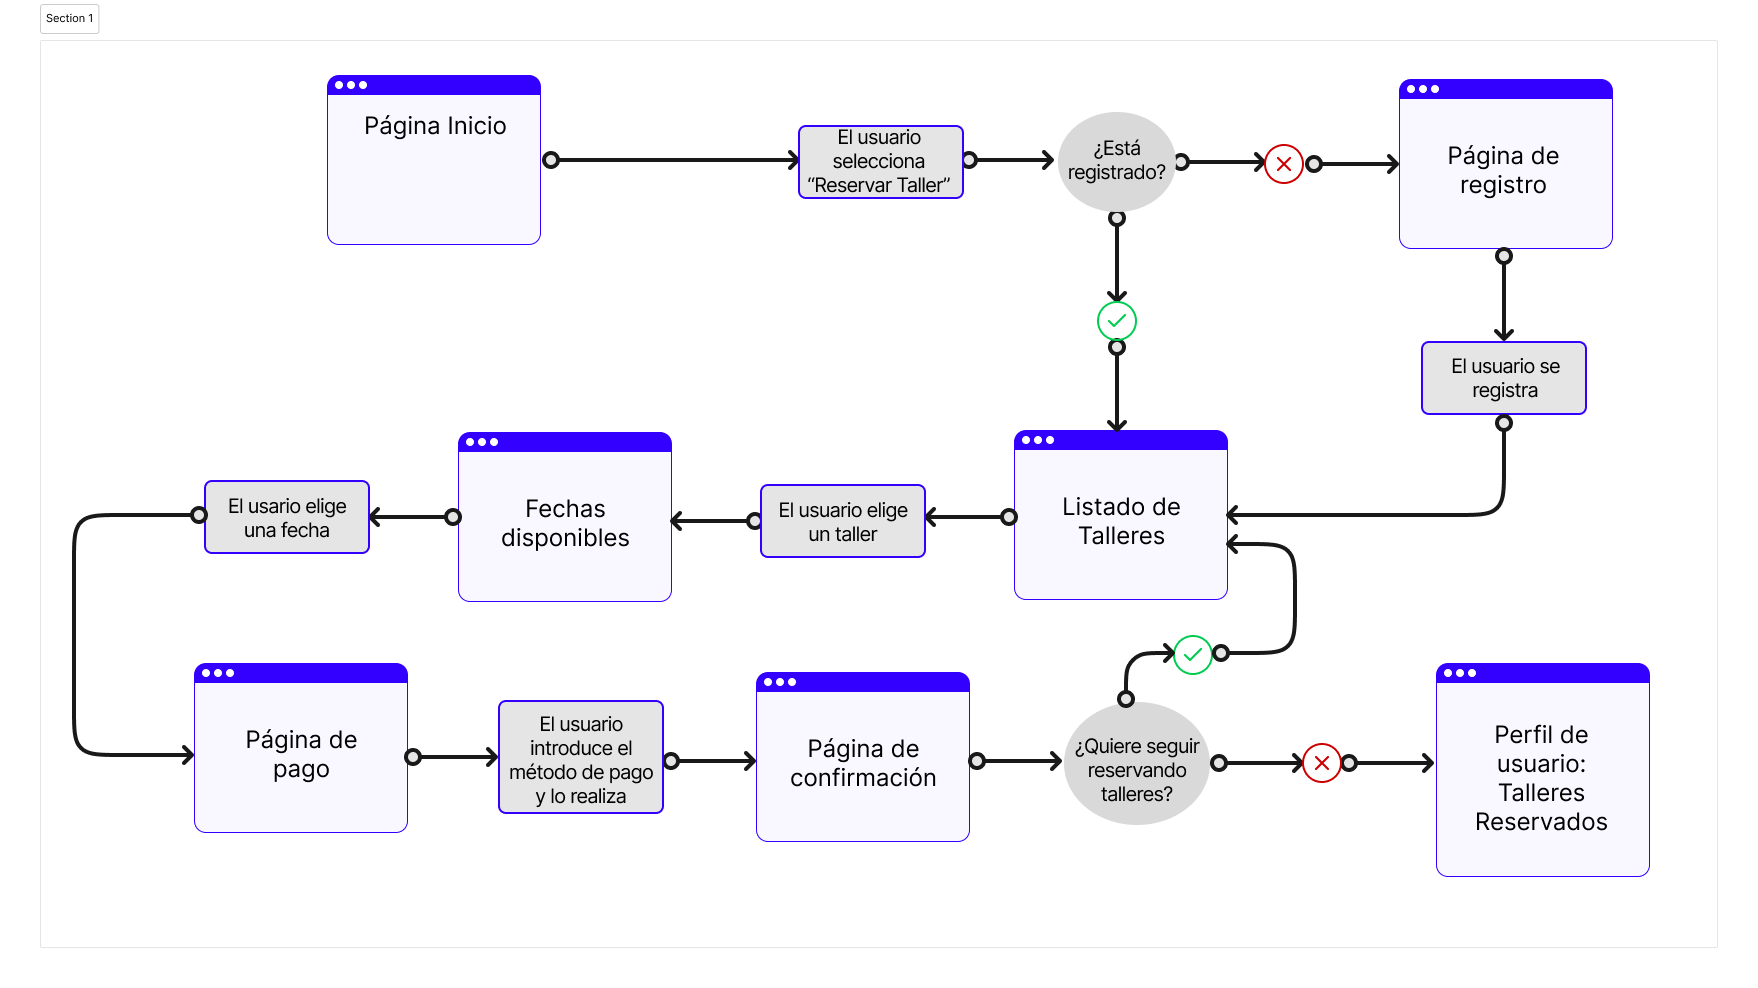 Section 1
Página Inicio
El usuario
selecciona
“Reservar Taller”
¿Está
registrado?
Página de
registro
El usuario se
registra
Listado de
Talleres
El usuario elige
un taller
Fechas
disponibles
El usario elige
una fecha
Página de
pago
El usuario
introduce el
método de pago
y lo realiza
Página de
confirmación
¿Quiere seguir
reservando
talleres?
Perfil de
usuario:
Talleres
Reservados